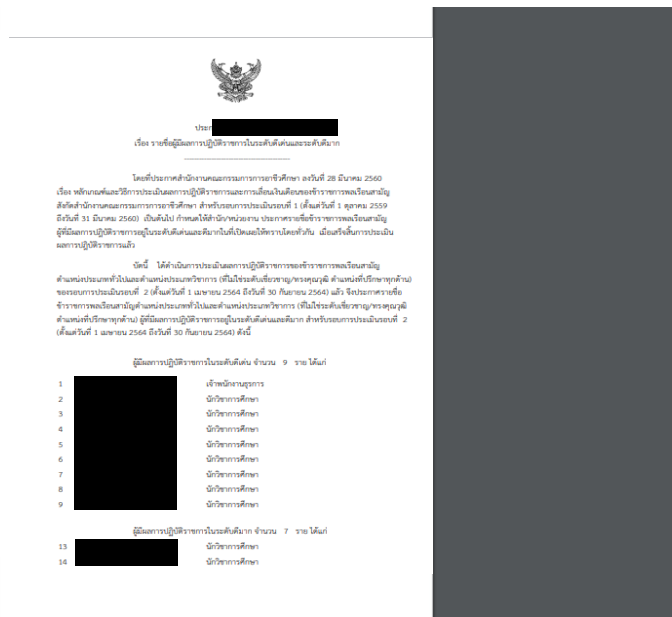 ประก
เรื่อง รายชื่อผู้มีผลการปฏิบัติราชการในระดับดีเด่นและระดับดีมาก
โดยที่ประกาศสำนักงานคณะกรรมการการอาชีวศึกษา ลงวันที่ 28 มีนาคม 2560
เรื่อง หลักเกณฑ์และวิธีการประเมินผลการปฏิบัติราชการและการเลื่อนเงินเดือนของข้าราชการพลเรือนสามัญ
สังกัดสำนักงานคณะกรรมการการอาชีวศึกษา สำหรับรอบการประเมินรอบที่ 1 (ตั้งแต่วันที่ 1 ตุลาคม 2559
ถึงวันที่ 31 มีนาคม 2560) เป็นต้นไป กำหนดให้สำนัก/หน่วยงาน ประกาศรายชื่อข้าราชการพลเรือนสามัญ
ผู้ที่มีผลการปฏิบัติราชการอยู่ในระดับดีเด่นและดีมากในที่เปิดเผยให้ทราบโดยทั่วกัน เมื่อเสร็จสิ้นการประเมิน
ผลการปฏิบัติราชการแล้ว
บัดนี้ ได้ดำเนินการประเมินผลการปฏิบัติราชการของข้าราชการพลเรือนสามัญ
ตำแหน่งประเภททั่วไปและตำแหน่งประเภทวิชาการ (ที่ไม่ใช่ระดับเชี่ยวชาญ/ทรงคุณวุฒิ ตำแหน่งที่ปรึกษาทุกด้าน)
ของรอบการประเมินรอบที่ 2 (ตั้งแต่วันที่ 1 เมษายน 2564 ถึงวันที่ 30 กันยายน 2564) แล้ว จึงประกาศรายชื่อ
ข้าราชการพลเรือนสามัญตำแหน่งประเภททั่วไปและตำแหน่งประเภทวิชาการ (ที่ไม่ใช่ระดับเชี่ยวชาญ/ทรงคุณวุฒิ
ตำแหน่งที่ปรึกษาทุกด้าน) ผู้ที่มีผลการปฏิบัติราชการอยู่ในระดับดีเด่นและดีมาก สำหรับรอบการประเมินรอบที่ 2
(ตั้งแต่วันที่ 1 เมษายน 2564 ถึงวันที่ 30 กันยายน 2564) ดังนี้
ผู้มีผลการปฏิบัติราชการในระดับดีเด่น จำนวน 9 ราย ได้แก่
1 เจ้าพนักงานธุรการ
2 นักวิชาการศึกษา
3 นักวิชาการศึกษา
4 นักวิชาการศึกษา
5 นักวิชาการศึกษา
6 นักวิชาการศึกษา
7 นักวิชาการศึกษา
8 นักวิชาการศึกษา
9 นักวิชาการศึกษา
ผู้มีผลการปฏิบัติราชการในระดับดีมาก จำนวน 7 ราย ได้แก่
13 นักวิชาการศึกษา
14 นักวิชาการศึกษา